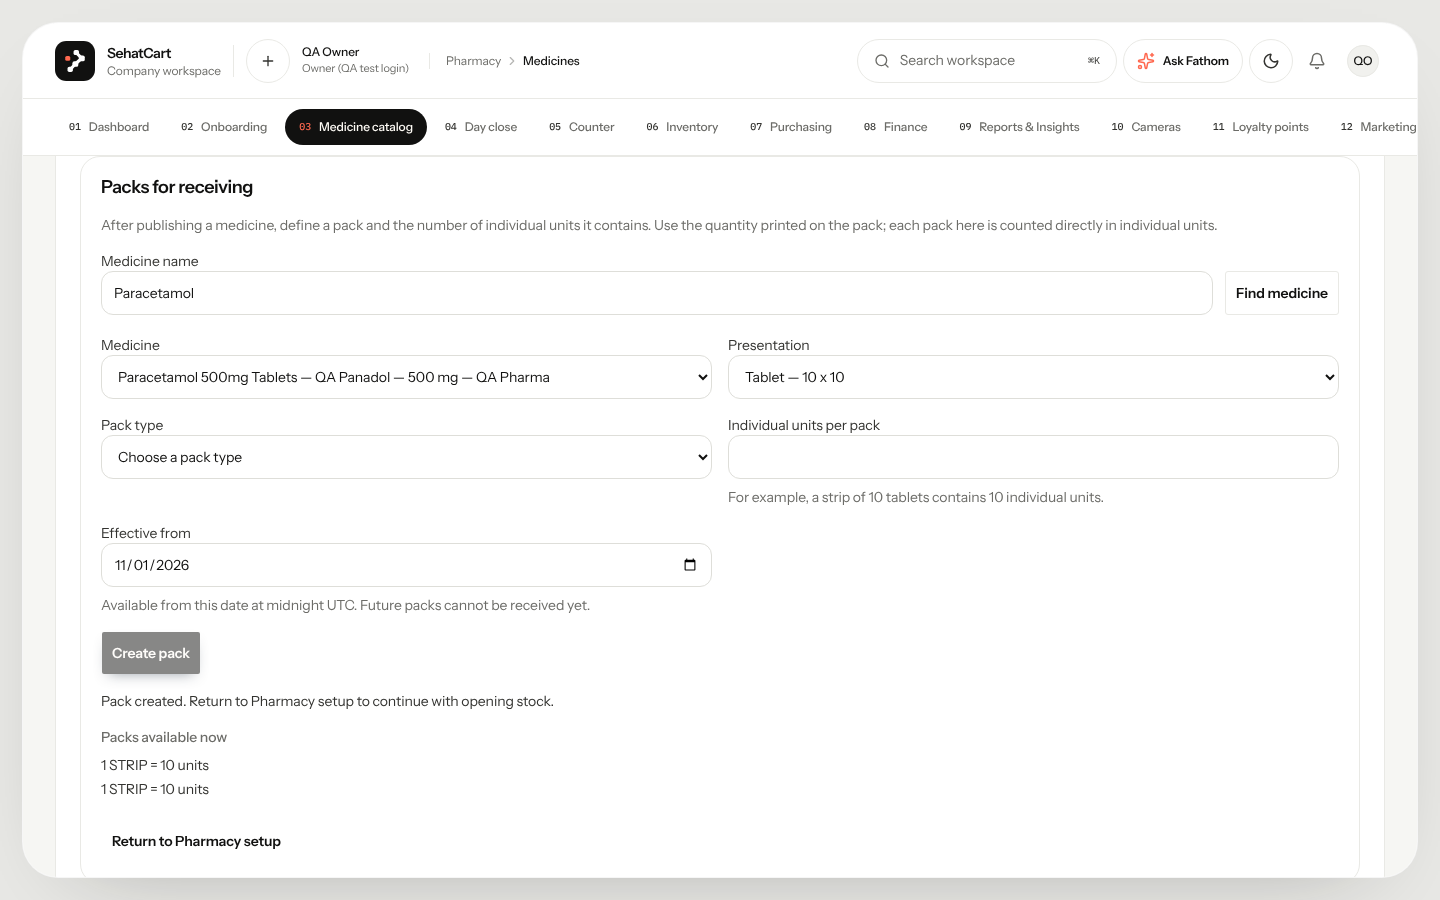 SehatCart
Company workspace
QA Owner
Owner (QA test login)
Pharmacy
Medicines
Search workspace
⌘K
Ask Fathom
QO
01 Dashboard
02 Onboarding
03 Medicine catalog
04 Day close
05 Counter
06 Inventory
07 Purchasing
08 Finance
09 Reports & Insights
10 Cameras
11 Loyalty points
12 Marketing
Packs for receiving
After publishing a medicine, define a pack and the number of individual units it contains. Use the quantity printed on the pack; each pack here is counted directly in individual units.
Medicine name
Paracetamol
Find medicine
Medicine
Presentation
Paracetamol 500mg Tablets — QA Panadol — 500 mg — QA Pharma
Tablet — 10 x 10
Pack type
Individual units per pack
Choose a pack type
For example, a strip of 10 tablets contains 10 individual units.
Effective from
11/01/2026
Available from this date at midnight UTC. Future packs cannot be received yet.
Create pack
Pack created. Return to Pharmacy setup to continue with opening stock.
Packs available now
1 STRIP = 10 units
1 STRIP = 10 units
Return to Pharmacy setup